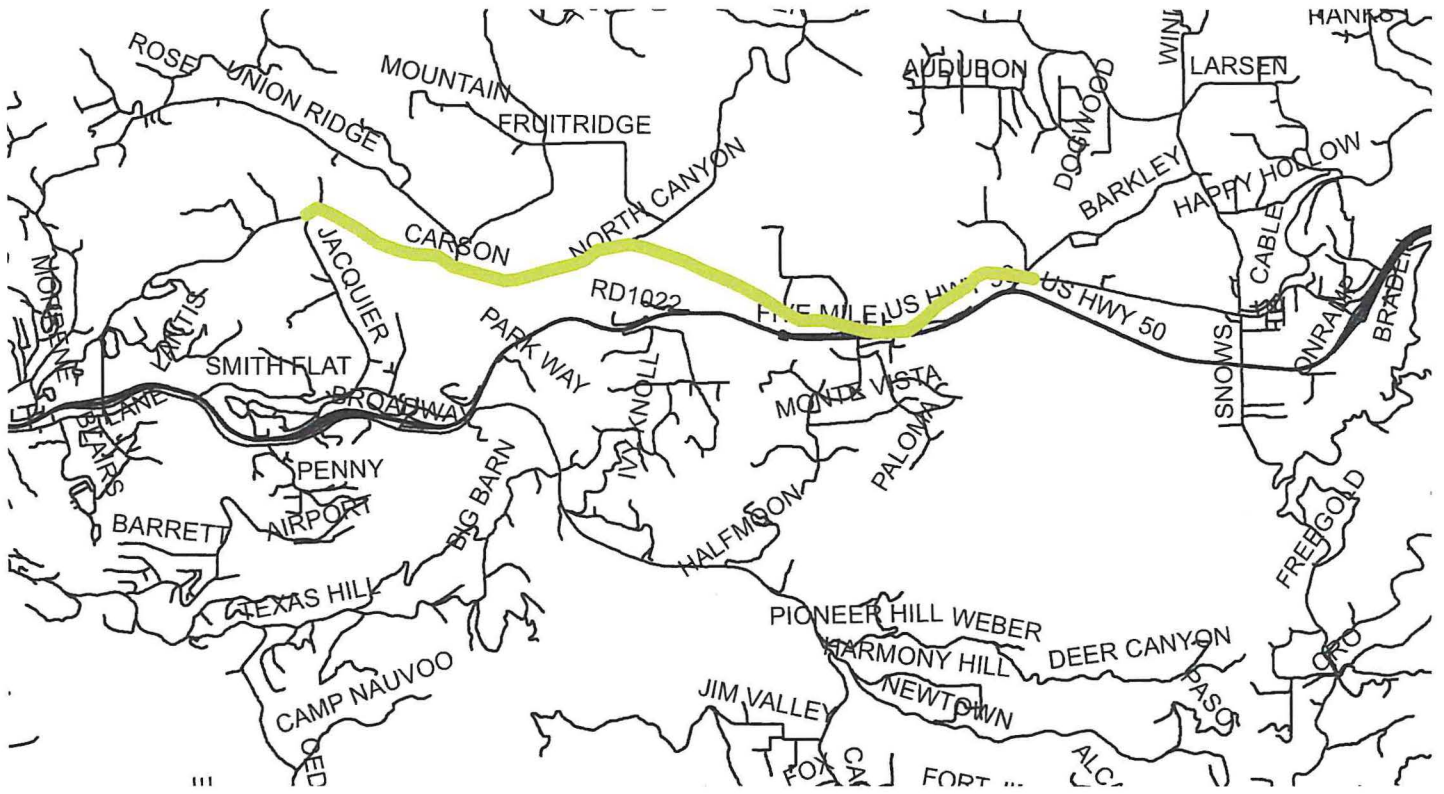 HANKS
ROSE
UNION RIDGE
MOUNTAIN
AUDUBON
LARSEN
DOGWOOD
FRUITRIDGE
NORTH CANYON
BARKLEY
HAPPY HOLLOW
CARSON
JACQUIER
CABLE
RD1022
FIVE MILE
US HWY 50
US HWY 50
PARK WAY
SMITH FLAT
BROADWAY
LANE
BLAIRS
MONTE VISTA
KNOLL
PALOMA
SNOWS
PENNY
AIRPORT
BARRETT
BIG BARN
HALFMOON
FREEGOLD
TEXAS HILL
PIONEER HILL
WEBER
HARMONY HILL
DEER CANYON
CAMP NAUVOO
JIM VALLEY
NEWTOWN
ORO
FOX
FORT